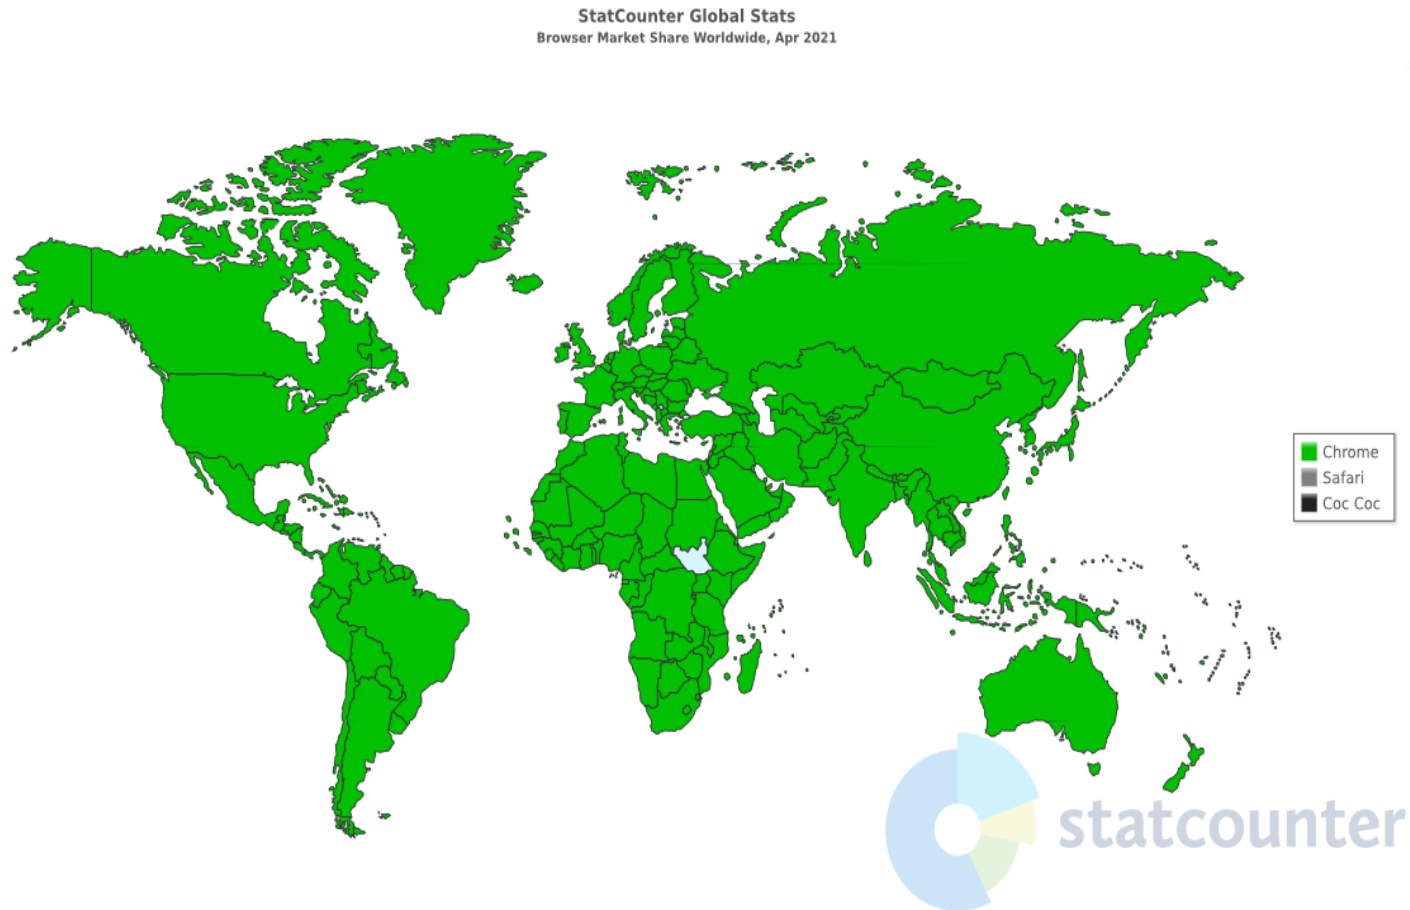 StatCounter Global Stats
Browser Market Share Worldwide, Apr 2021
Chrome
Safari
Coc Coc
statcounter